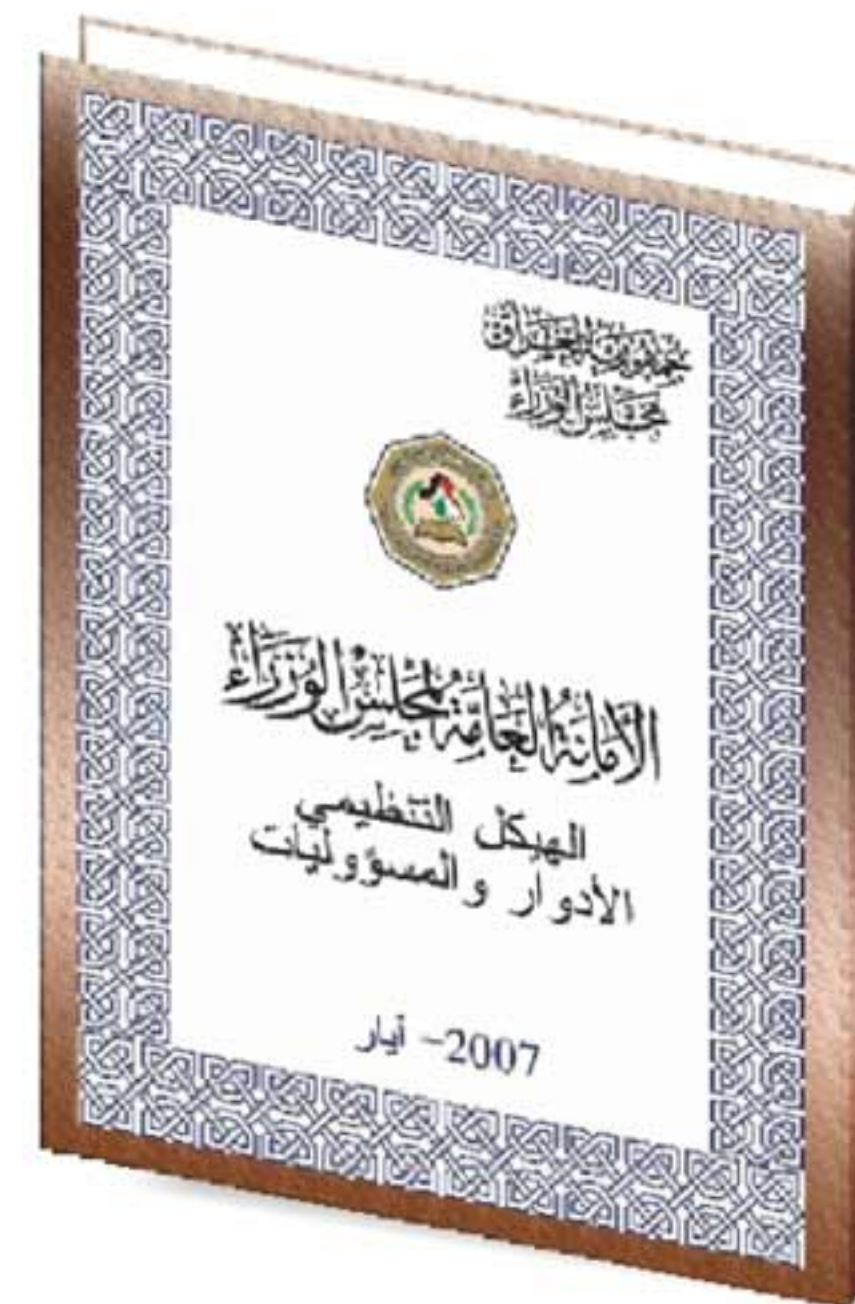 جمهورية العراق
مجلس الوزراء
الأمانة العامة لمجلس الوزراء
الهيكل التنظيمي
الأدوار والمسؤوليات
2007- آيار